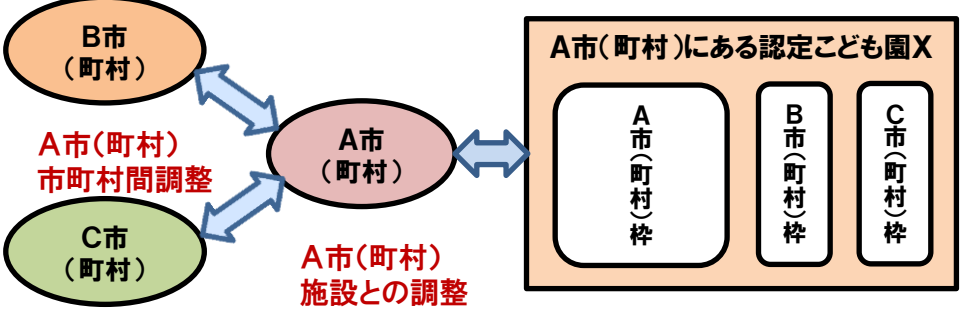 B市
（町村）
A市（町村）
市町村間調整
C市
（町村）
A市
（町村）
A市（町村）
施設との調整
A市（町村）にある認定こども園X
A市（町村）枠
B市（町村）枠
C市（町村）枠